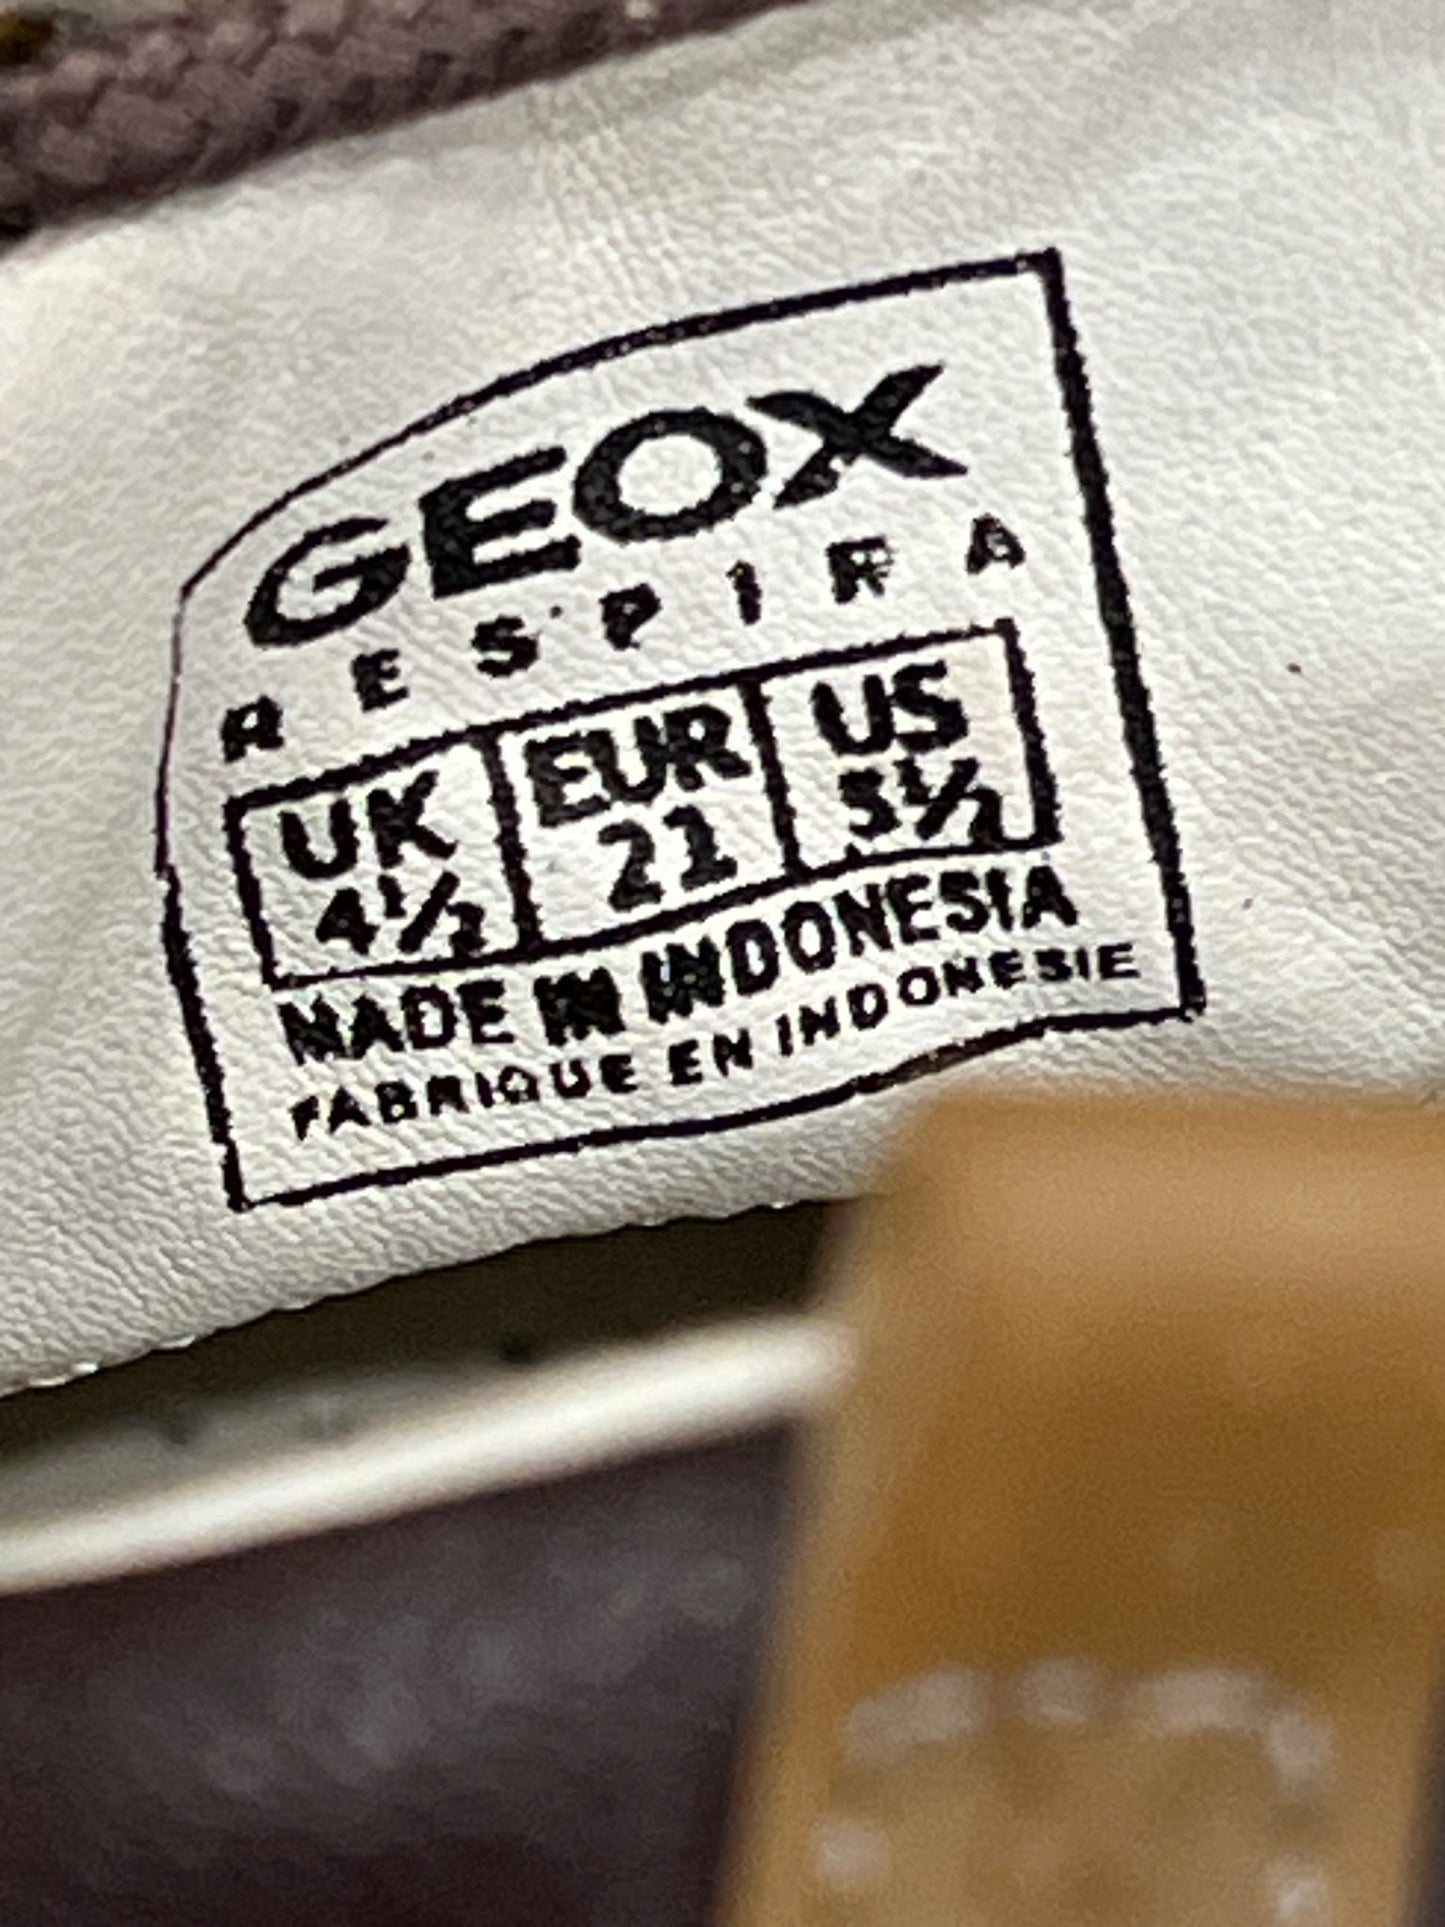 GEOX
RESPIRA
UK EUR US
4½ 21 5½
MADE IN INDONESIA
FABRIQUE EN INDONESIE